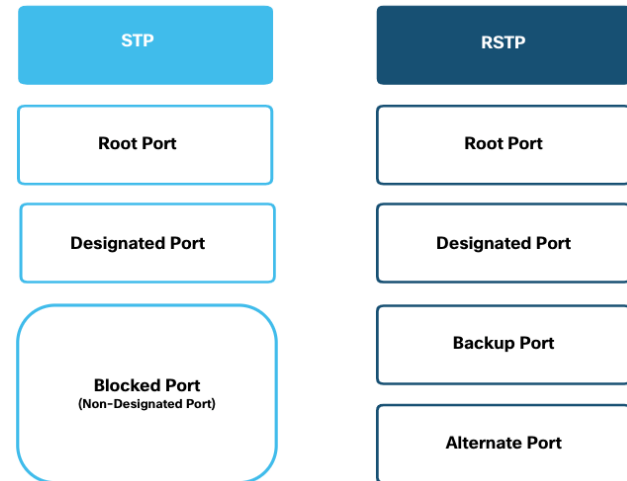 STP
RSTP
Root Port
Root Port
Designated Port
Designated Port
Blocked Port
(Non-Designated Port)
Backup Port
Alternate Port